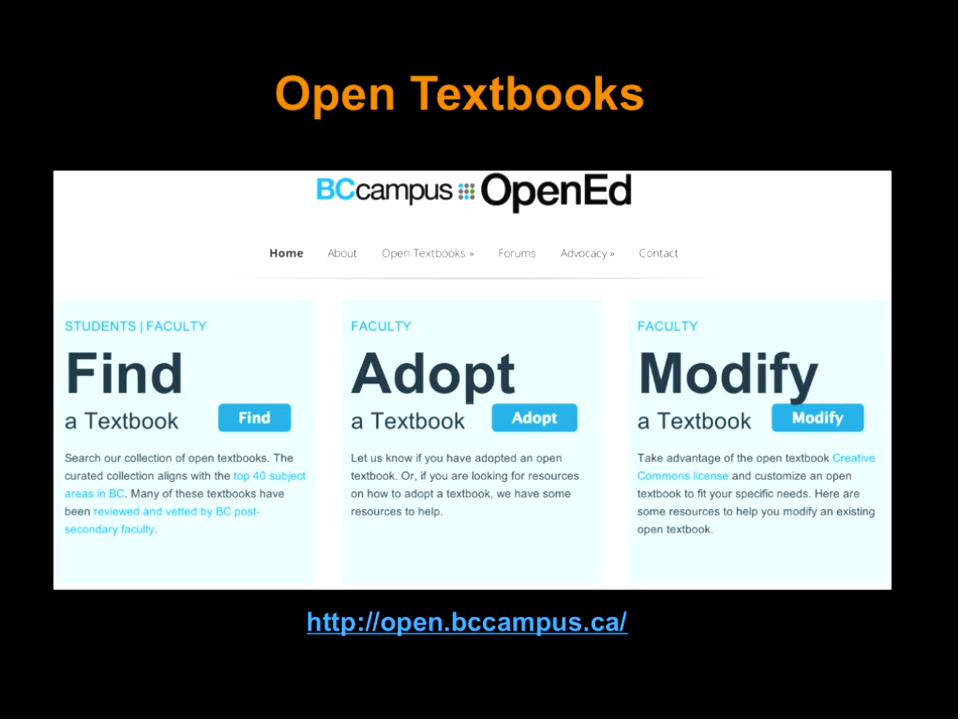 Open Textbooks
BCcampus OpenEd
Home About Open Textbooks » Forums Advocacy » Contact
STUDENTS | FACULTY
Find
a Textbook Find
Search our collection of open textbooks. The
curated collection aligns with the top 40 subject
areas in BC. Many of these textbooks have
been reviewed and vetted by BC post-
secondary faculty.
FACULTY
Adopt
a Textbook Adopt
Let us know if you have adopted an open
textbook. Or, if you are looking for resources
on how to adopt a textbook, we have some
resources to help.
FACULTY
Modify
a Textbook Modify
Take advantage of the open textbook Creative
Commons license and customize an open
textbook to fit your specific needs. Here are
some resources to help you modify an existing
open textbook.
http://open.bccampus.ca/